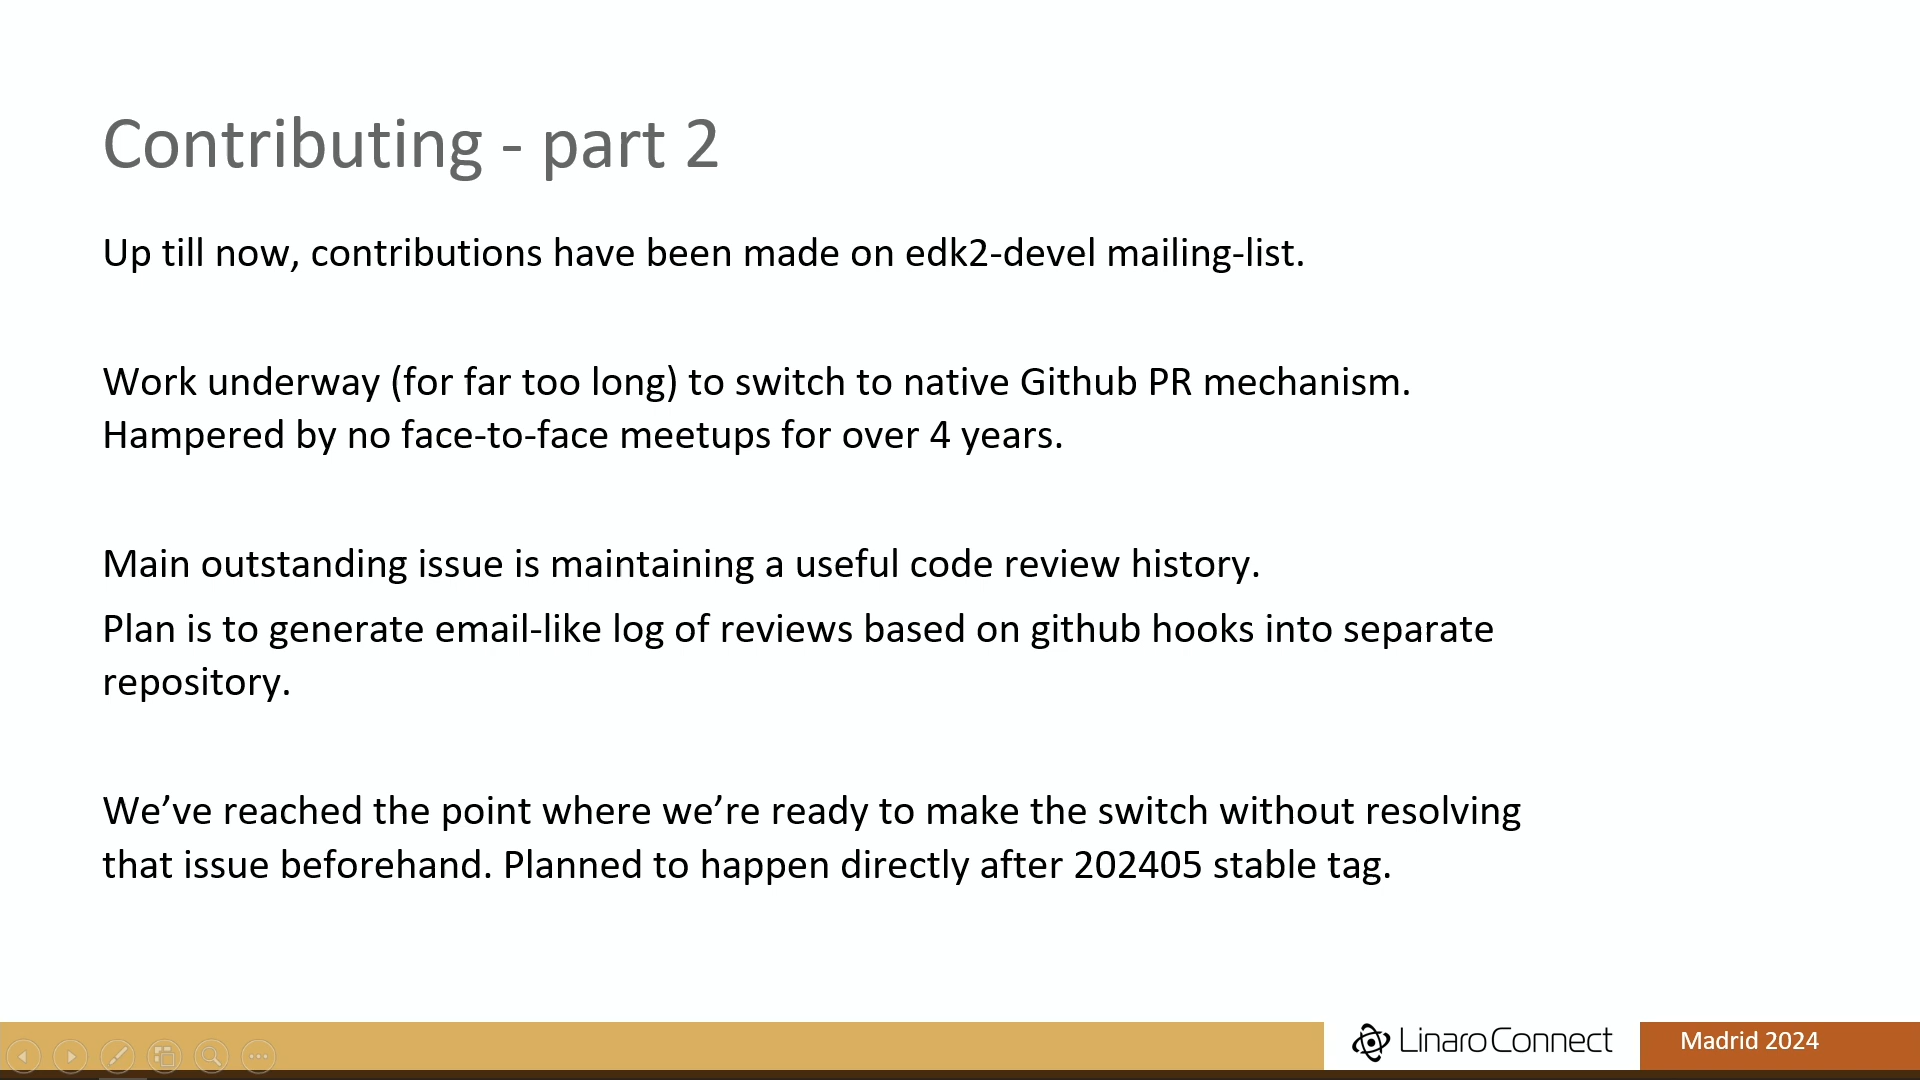 Contributing - part 2
Up till now, contributions have been made on edk2-devel mailing-list.
Work underway (for far too long) to switch to native Github PR mechanism.
Hampered by no face-to-face meetups for over 4 years.
Main outstanding issue is maintaining a useful code review history.
Plan is to generate email-like log of reviews based on github hooks into separate
repository.
We’ve reached the point where we’re ready to make the switch without resolving
that issue beforehand. Planned to happen directly after 202405 stable tag.
Linaro Connect
Madrid 2024